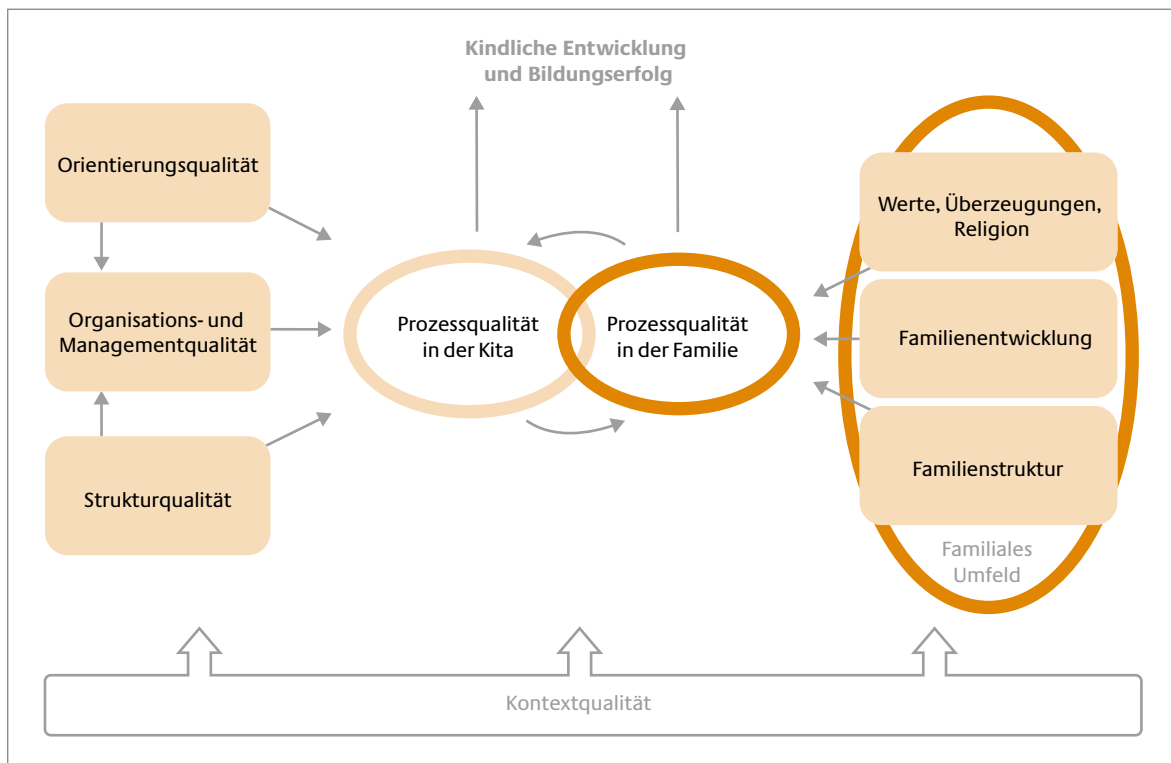 Kindliche Entwicklung
und Bildungserfolg
Orientierungsqualität
Organisations- und
Managementqualität
Strukturqualität
Prozessqualität
in der Kita
Prozessqualität
in der Familie
Werte, Überzeugungen,
Religion
Familienentwicklung
Familienstruktur
Familiales
Umfeld
Kontextqualität